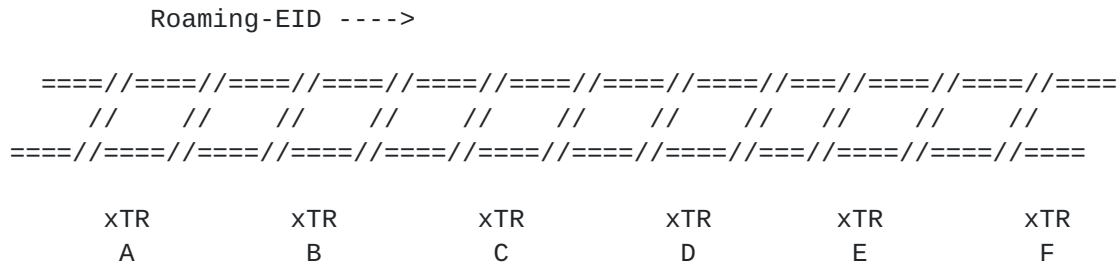 Roaming-EID ---->
====//====//====//====//====//====//====//====//===//====//====//====
//     //     //     //     //     //     //     //    //     //     //
====//====//====//====//====//====//====//====//===//====//====//====
xTR xTR xTR xTR xTR xTR
A B C D E F